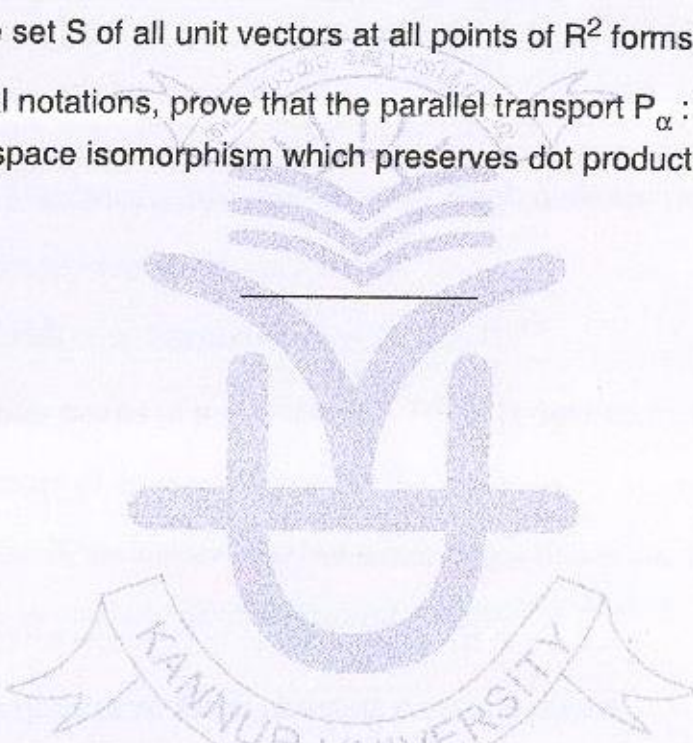 set S of all unit vectors at all points of R² forms
notations, prove that the parallel transport Pα :
space isomorphism which preserves dot product
KANNUR UNIVERSITY